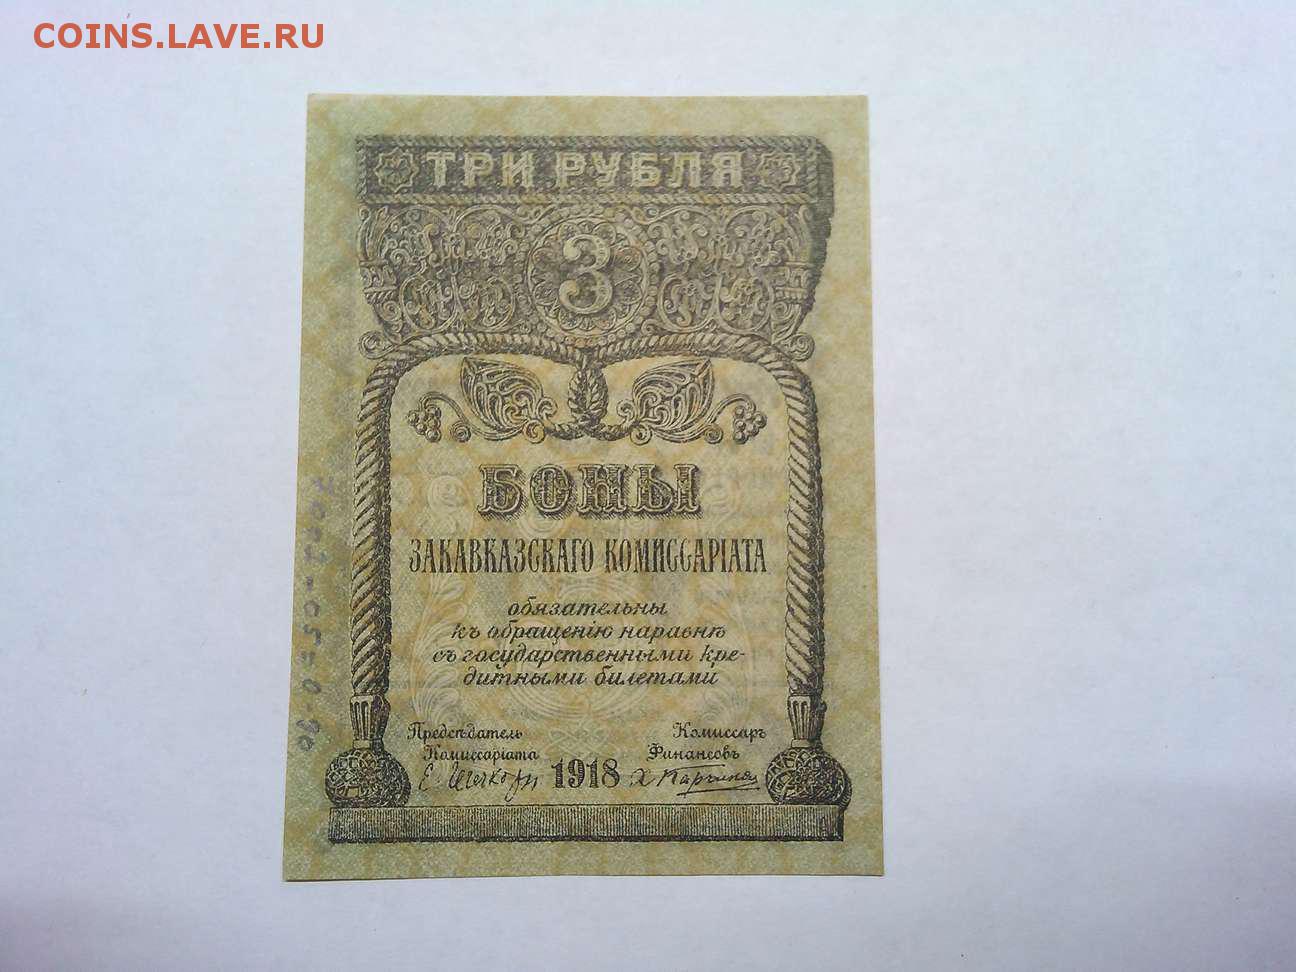 COINS.LAVE.RU
ТРИ РУБЛЯ
3
БОНЫ
ЗАКАВКАЗСКАГО КОМИССАРІАТА
обязательны
къ обращенію наравнѣ
съ государственными кре-
дитными билетами
Предсѣдатель Комиссаръ
Комиссаріата Финансовъ
1918